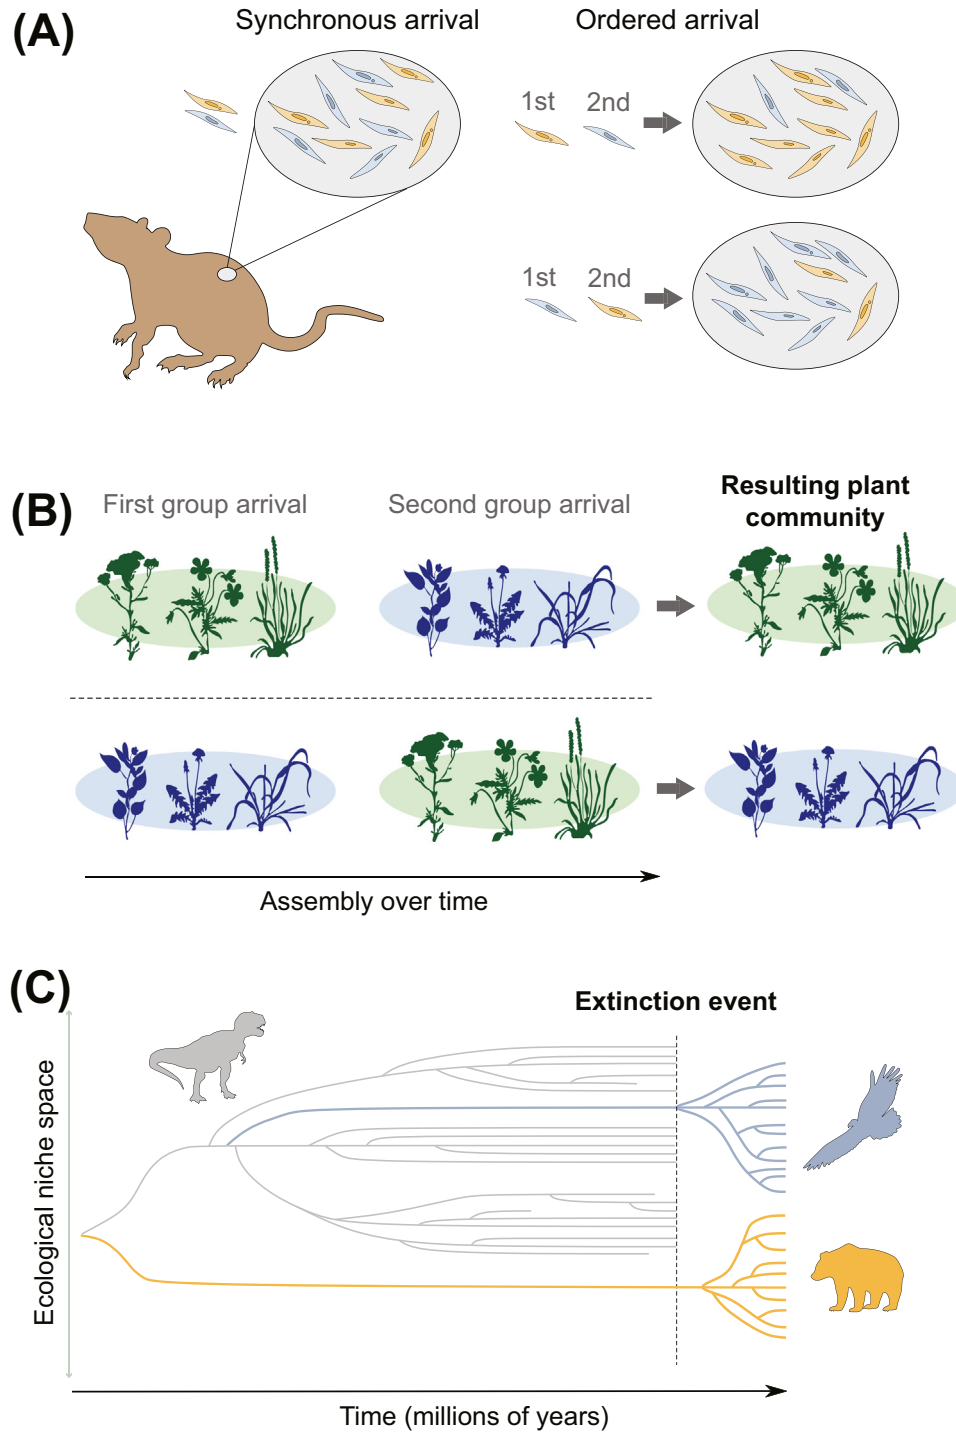 (A)
Synchronous arrival
Ordered arrival
1st 2nd
1st 2nd
(B)
First group arrival
Second group arrival
Resulting plant
community
Assembly over time
(C)
Extinction event
Ecological niche space
Time (millions of years)